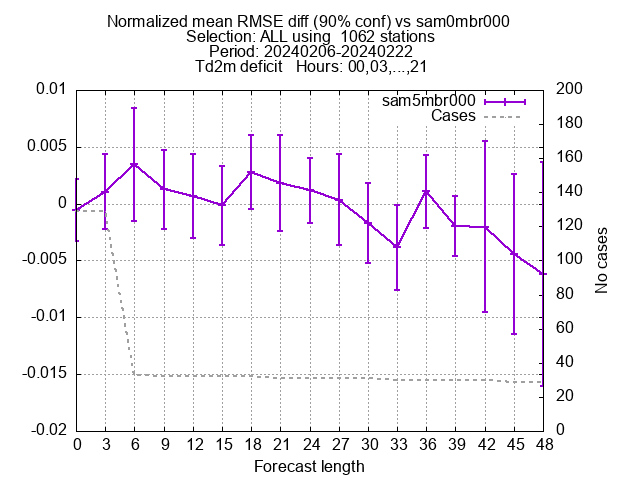 Normalized mean RMSE diff (90% conf) vs sam0mbr000
Selection: ALL using  1062 stations
Period: 20240206-20240222
Td2m deficit   Hours: 00,03,...,21
sam5mbr000
Cases
0.01
0.005
0
-0.005
-0.01
-0.015
-0.02
200
180
160
140
120
100
80
60
40
20
0
No cases
0 3 6 9 12 15 18 21 24 27 30 33 36 39 42 45 48
Forecast length